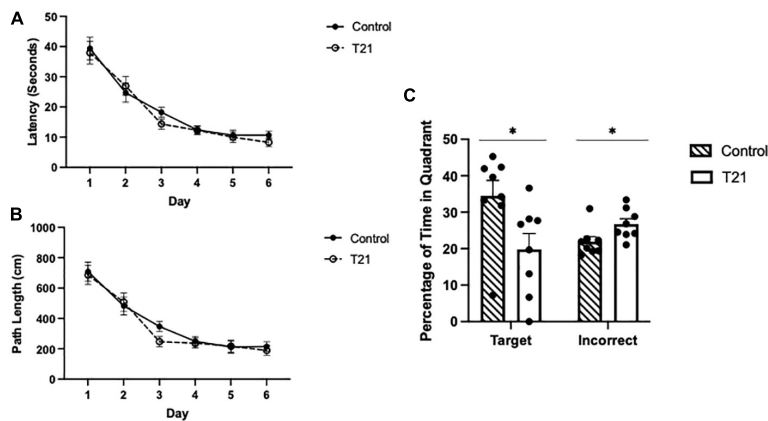 A
50
40
30
20
10
0
Latency (Seconds)
1 2 3 4 5 6
Day
Control
T21
B
1000
800
600
400
200
0
Path Length (cm)
1 2 3 4 5 6
Day
Control
T21
C
50
40
30
20
10
0
Percentage of Time in Quadrant
* *
Target Incorrect
Control
T21